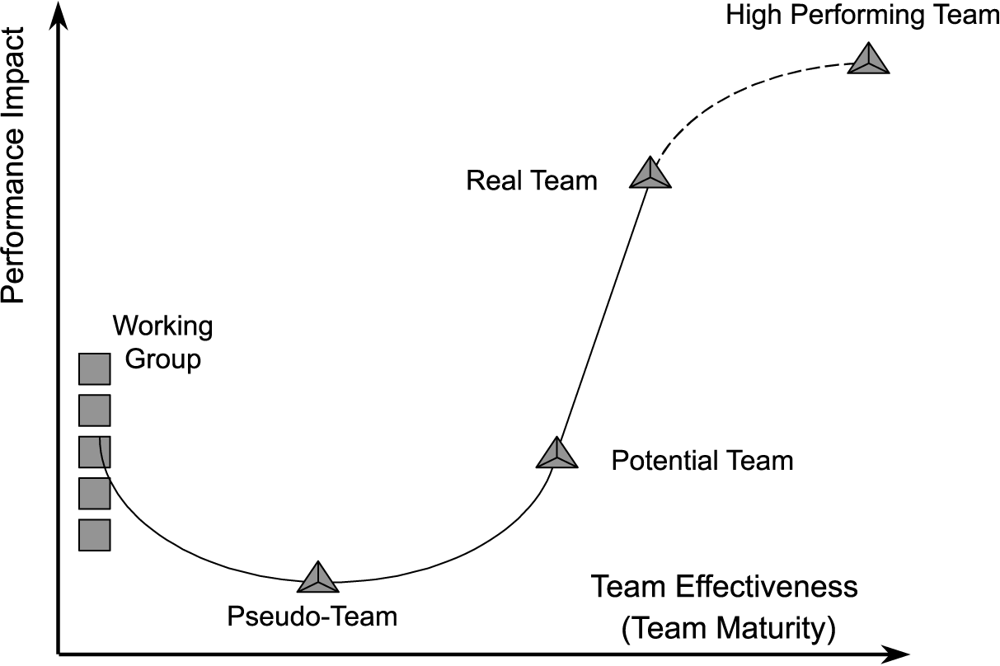 High Performing Team
Performance Impact
Real Team
Working
Group
Potential Team
Team Effectiveness
(Team Maturity)
Pseudo-Team